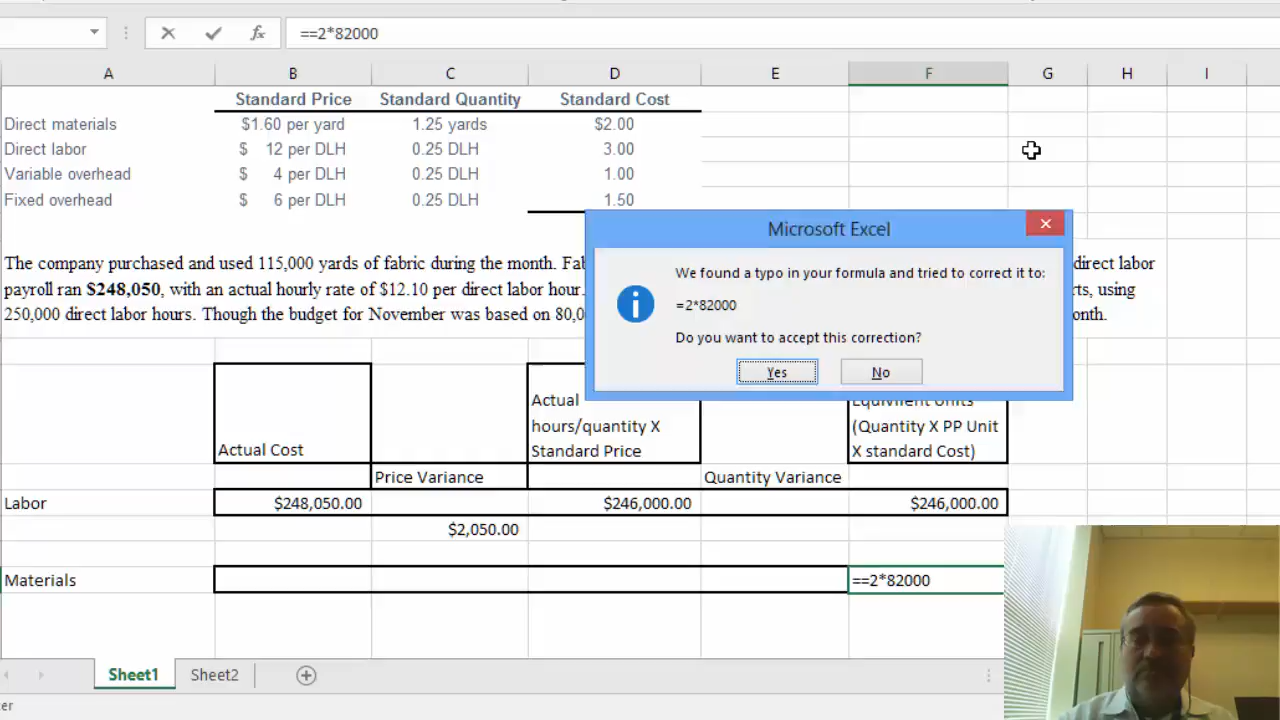 ==2*82000
A B C D E F G H I
Standard Price Standard Quantity Standard Cost
Direct materials $1.60 per yard 1.25 yards $2.00
Direct labor $ 12 per DLH 0.25 DLH 3.00
Variable overhead $ 4 per DLH 0.25 DLH 1.00
Fixed overhead $ 6 per DLH 0.25 DLH 1.50
Microsoft Excel
We found a typo in your formula and tried to correct it to:
=2*82000
Do you want to accept this correction?
Yes No
The company purchased and used 115,000 yards of fabric during the month. direct labor
payroll ran $248,050, with an actual hourly rate of $12.10 per direct labor hour. using
250,000 direct labor hours. Though the budget for November was based on
Actual Cost
Actual
hours/quantity X
Standard Price
(Quantity X PP Unit
X standard Cost)
Price Variance Quantity Variance
Labor $248,050.00 $246,000.00 $246,000.00
$2,050.00
Materials ==2*82000
Sheet1 Sheet2